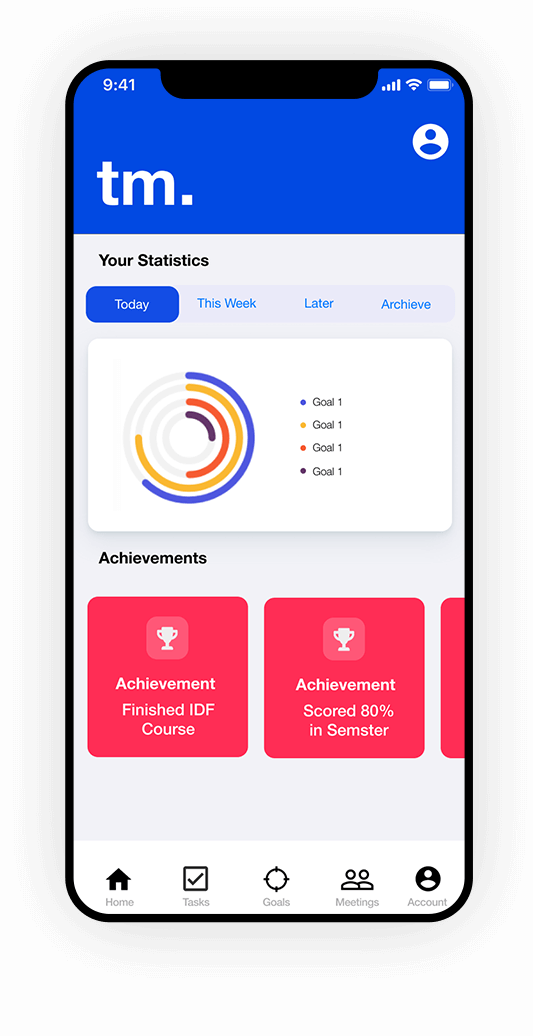 9:41
tm.
Your Statistics
Today This Week Later Archieve
Goal 1
Goal 1
Goal 1
Goal 1
Achievements
Achievement
Finished IDF
Course
Achievement
Scored 80%
in Semster
Home Tasks Goals Meetings Account